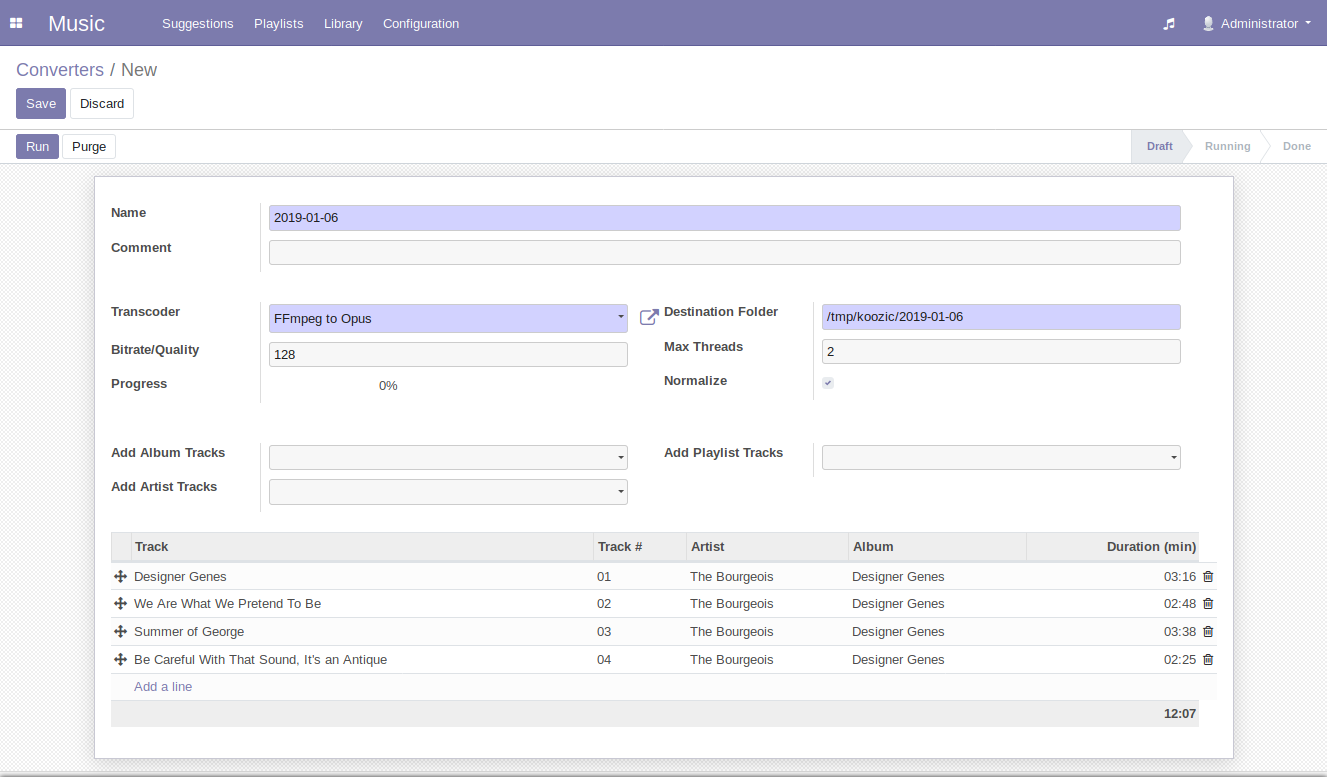 Music Suggestions Playlists Library Configuration Administrator
Converters / New
Save Discard
Run Purge Draft Running Done
Name 2019-01-06
Comment
Transcoder FFmpeg to Opus Destination Folder /tmp/koozic/2019-01-06
Bitrate/Quality 128 Max Threads 2
Progress 0% Normalize
Add Album Tracks Add Playlist Tracks
Add Artist Tracks
Track Track # Artist Album Duration (min)
Designer Genes 01 The Bourgeois Designer Genes 03:16
We Are What We Pretend To Be 02 The Bourgeois Designer Genes 02:48
Summer of George 03 The Bourgeois Designer Genes 03:38
Be Careful With That Sound, It's an Antique 04 The Bourgeois Designer Genes 02:25
Add a line
12:07